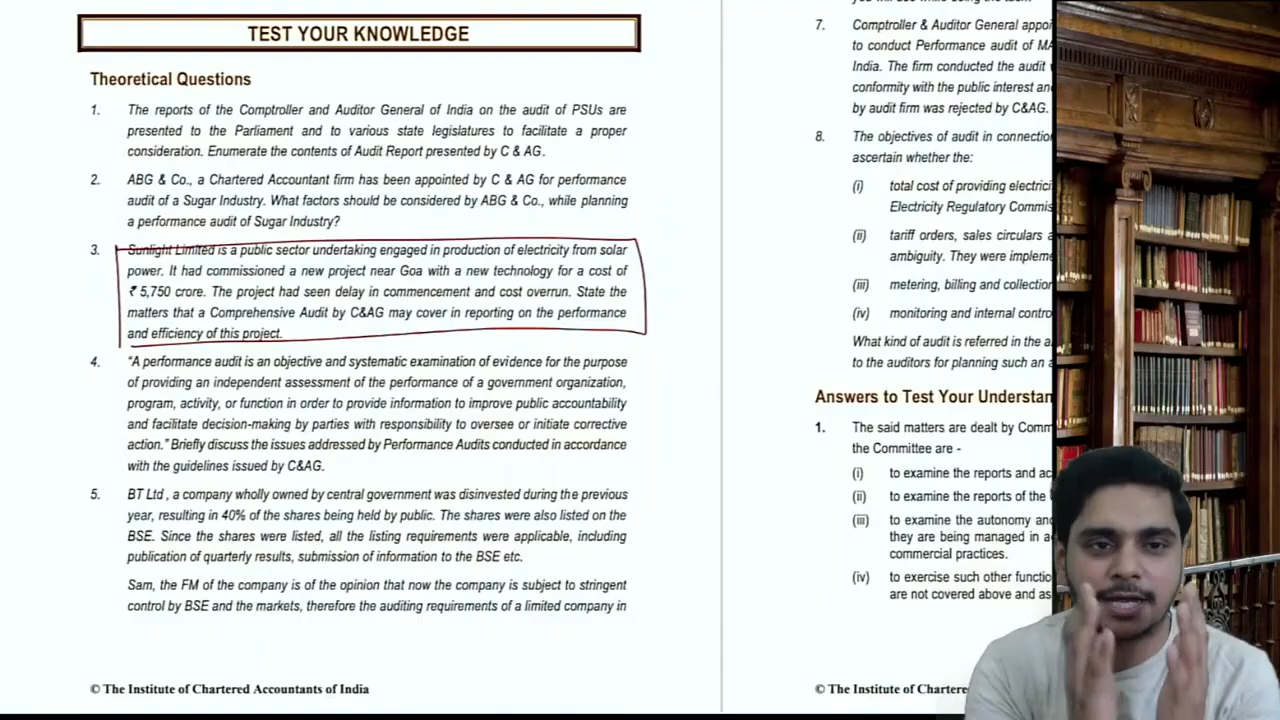 TEST YOUR KNOWLEDGE
Theoretical Questions
1. The reports of the Comptroller and Auditor General of India on the audit of PSUs are
presented to the Parliament and to various state legislatures to facilitate a proper
consideration. Enumerate the contents of Audit Report presented by C & AG.
2. ABG & Co., a Chartered Accountant firm has been appointed by C & AG for performance
audit of a Sugar Industry. What factors should be considered by ABG & Co., while planning
a performance audit of Sugar Industry?
3. Sunlight Limited is a public sector undertaking engaged in production of electricity from solar
power. It had commissioned a new project near Goa with a new technology for a cost of
₹ 5,750 crore. The project had seen delay in commencement and cost overrun. State the
matters that a Comprehensive Audit by C&AG may cover in reporting on the performance
and efficiency of this project.
4. "A performance audit is an objective and systematic examination of evidence for the purpose
of providing an independent assessment of the performance of a government organization,
program, activity, or function in order to provide information to improve public accountability
and facilitate decision-making by parties with responsibility to oversee or initiate corrective
action." Briefly discuss the issues addressed by Performance Audits conducted in accordance
with the guidelines issued by C&AG.
5. BT Ltd , a company wholly owned by central government was disinvested during the previous
year, resulting in 40% of the shares being held by public. The shares were also listed on the
BSE. Since the shares were listed, all the listing requirements were applicable, including
publication of quarterly results, submission of information to the BSE etc.
Sam, the FM of the company is of the opinion that now the company is subject to stringent
control by BSE and the markets, therefore the auditing requirements of a limited company in
© The Institute of Chartered Accountants of India
7. Comptroller & Auditor General appoi
to conduct Performance audit of MA
India. The firm conducted the audit
conformity with the public interest an
by audit firm was rejected by C&AG.
8. The objectives of audit in connectio
ascertain whether the:
(i) total cost of providing electrici
Electricity Regulatory Commis
(ii) tariff orders, sales circulars a
ambiguity. They were impleme
(iii) metering, billing and collection
(iv) monitoring and internal contro
What kind of audit is referred in the a
to the auditors for planning such an a
Answers to Test Your Understan
1. The said matters are dealt by Comm
the Committee are -
(i) to examine the reports and ac
(ii) to examine the reports of the
(iii) to examine the autonomy and
they are being managed in a
commercial practices.
(iv) to exercise such other functio
are not covered above and as
© The Institute of Chartere